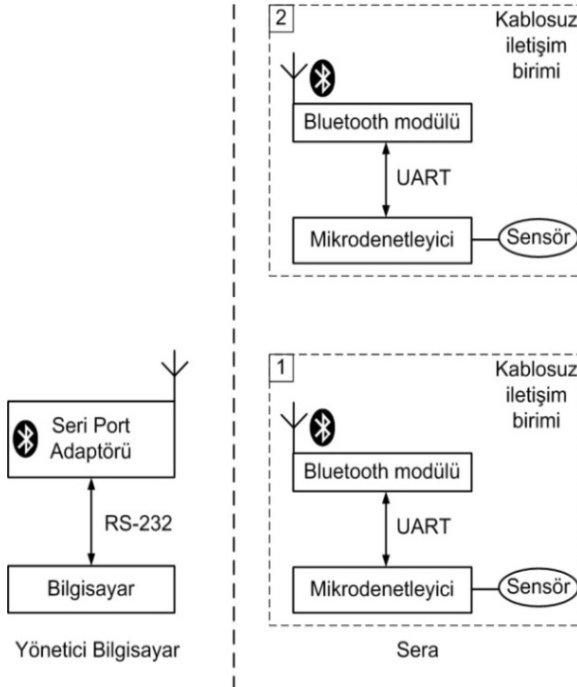 2
Kablosuz
iletişim
birimi
Bluetooth modülü
UART
Mikrodenetleyici
Sensör
1
Kablosuz
iletişim
birimi
Seri Port
Adaptörü
Bluetooth modülü
RS-232
UART
Bilgisayar
Mikrodenetleyici
Sensör
Yönetici Bilgisayar
Sera